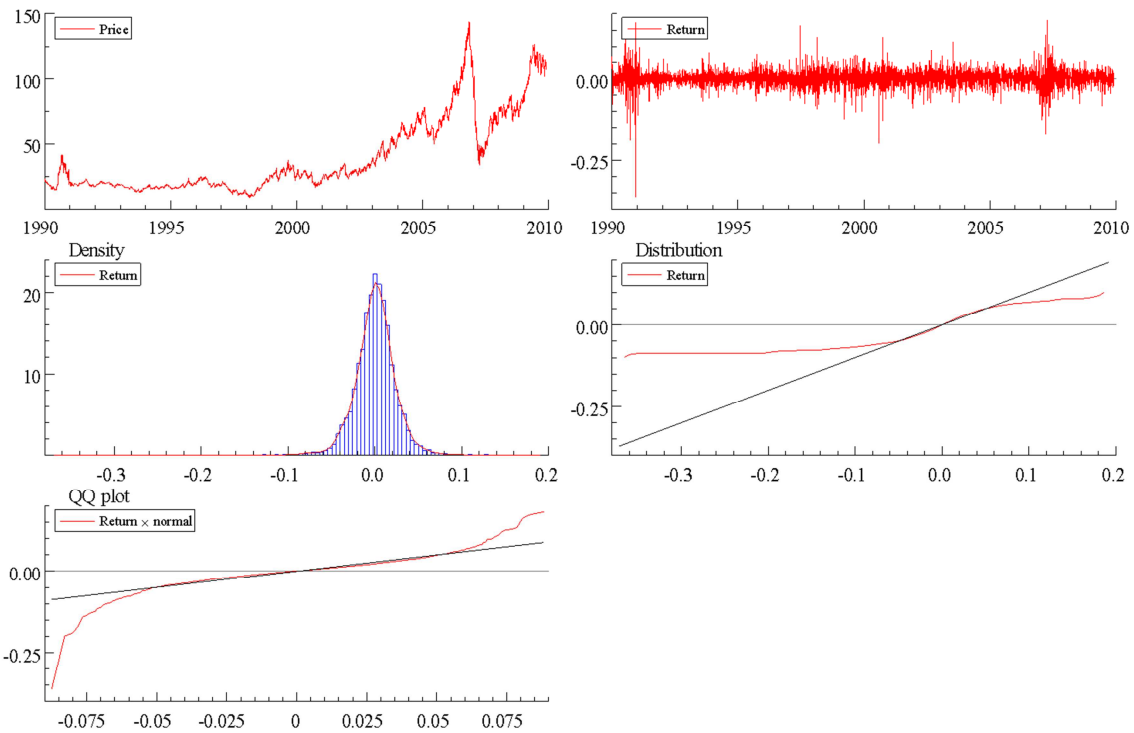 150
100
50
Price
1990 1995 2000 2005 2010
0.00
-0.25
Return
1990 1995 2000 2005 2010
Density
20
10
Return
-0.3 -0.2 -0.1 0.0 0.1 0.2
Distribution
0.00
-0.25
Return
-0.3 -0.2 -0.1 0.0 0.1 0.2
QQ plot
0.00
-0.25
Return × normal
-0.075 -0.05 -0.025 0 0.025 0.05 0.075